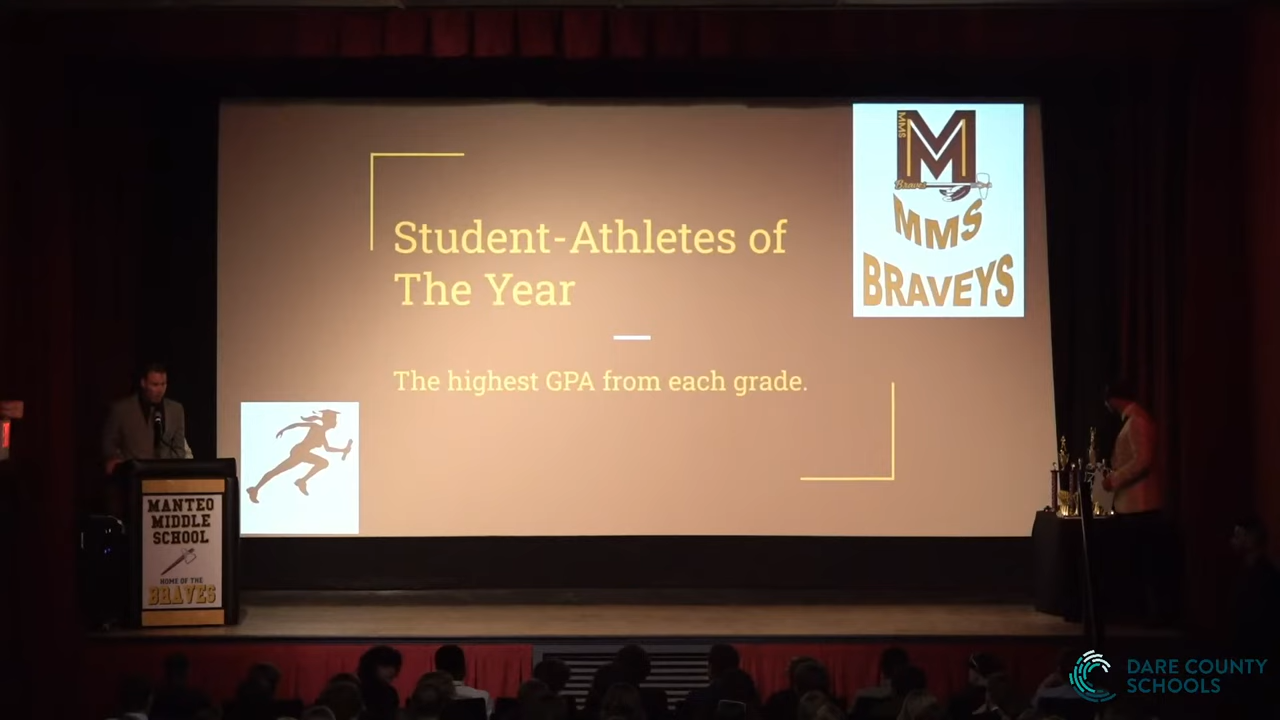 MMS
M
Braves
MMS
BRAVEYS
Student-Athletes of
The Year
The highest GPA from each grade.
MANTEO
MIDDLE
SCHOOL
HOME OF THE
BRAVES
DARE COUNTY
SCHOOLS